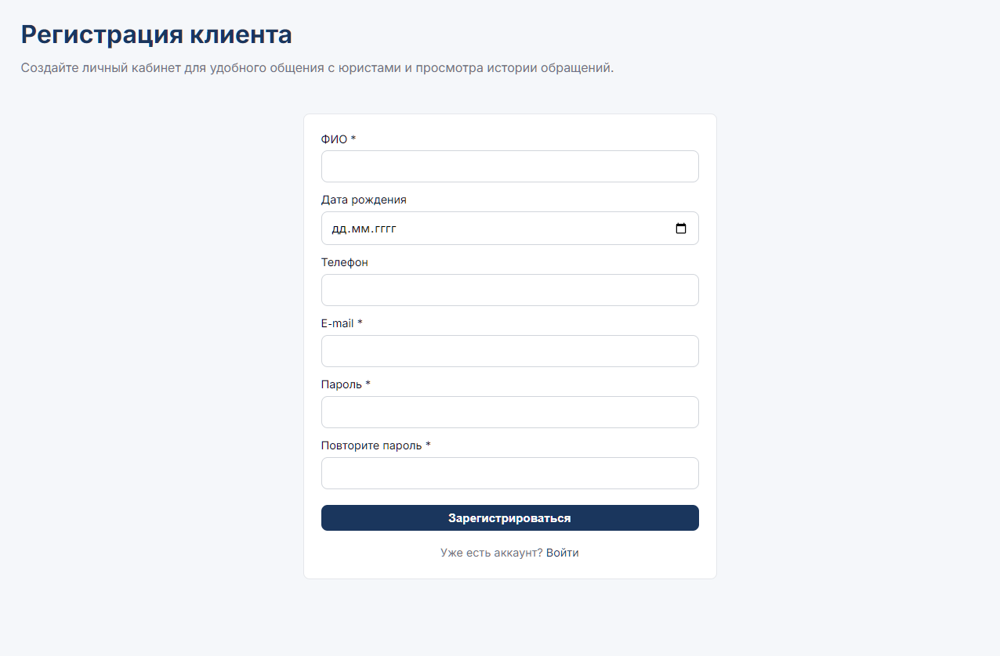 Регистрация клиента
Создайте личный кабинет для удобного общения с юристами и просмотра истории обращений.
ФИО *
Дата рождения
дд.мм.гггг
Телефон
E-mail *
Пароль *
Повторите пароль *
Зарегистрироваться
Уже есть аккаунт? Войти